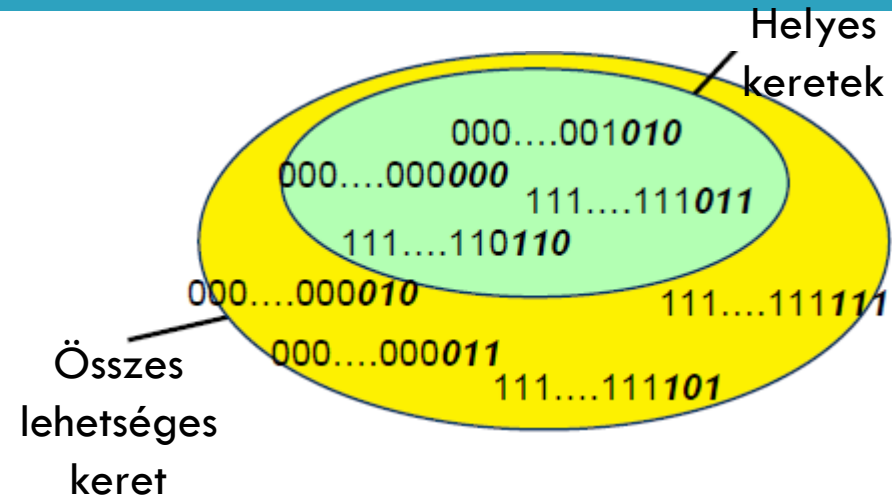 Helyes
keretek
000....001010
000....000000
111....111011
111....110110
000....000010
111....111111
000....000011
111....111101
Összes
lehetséges
keret